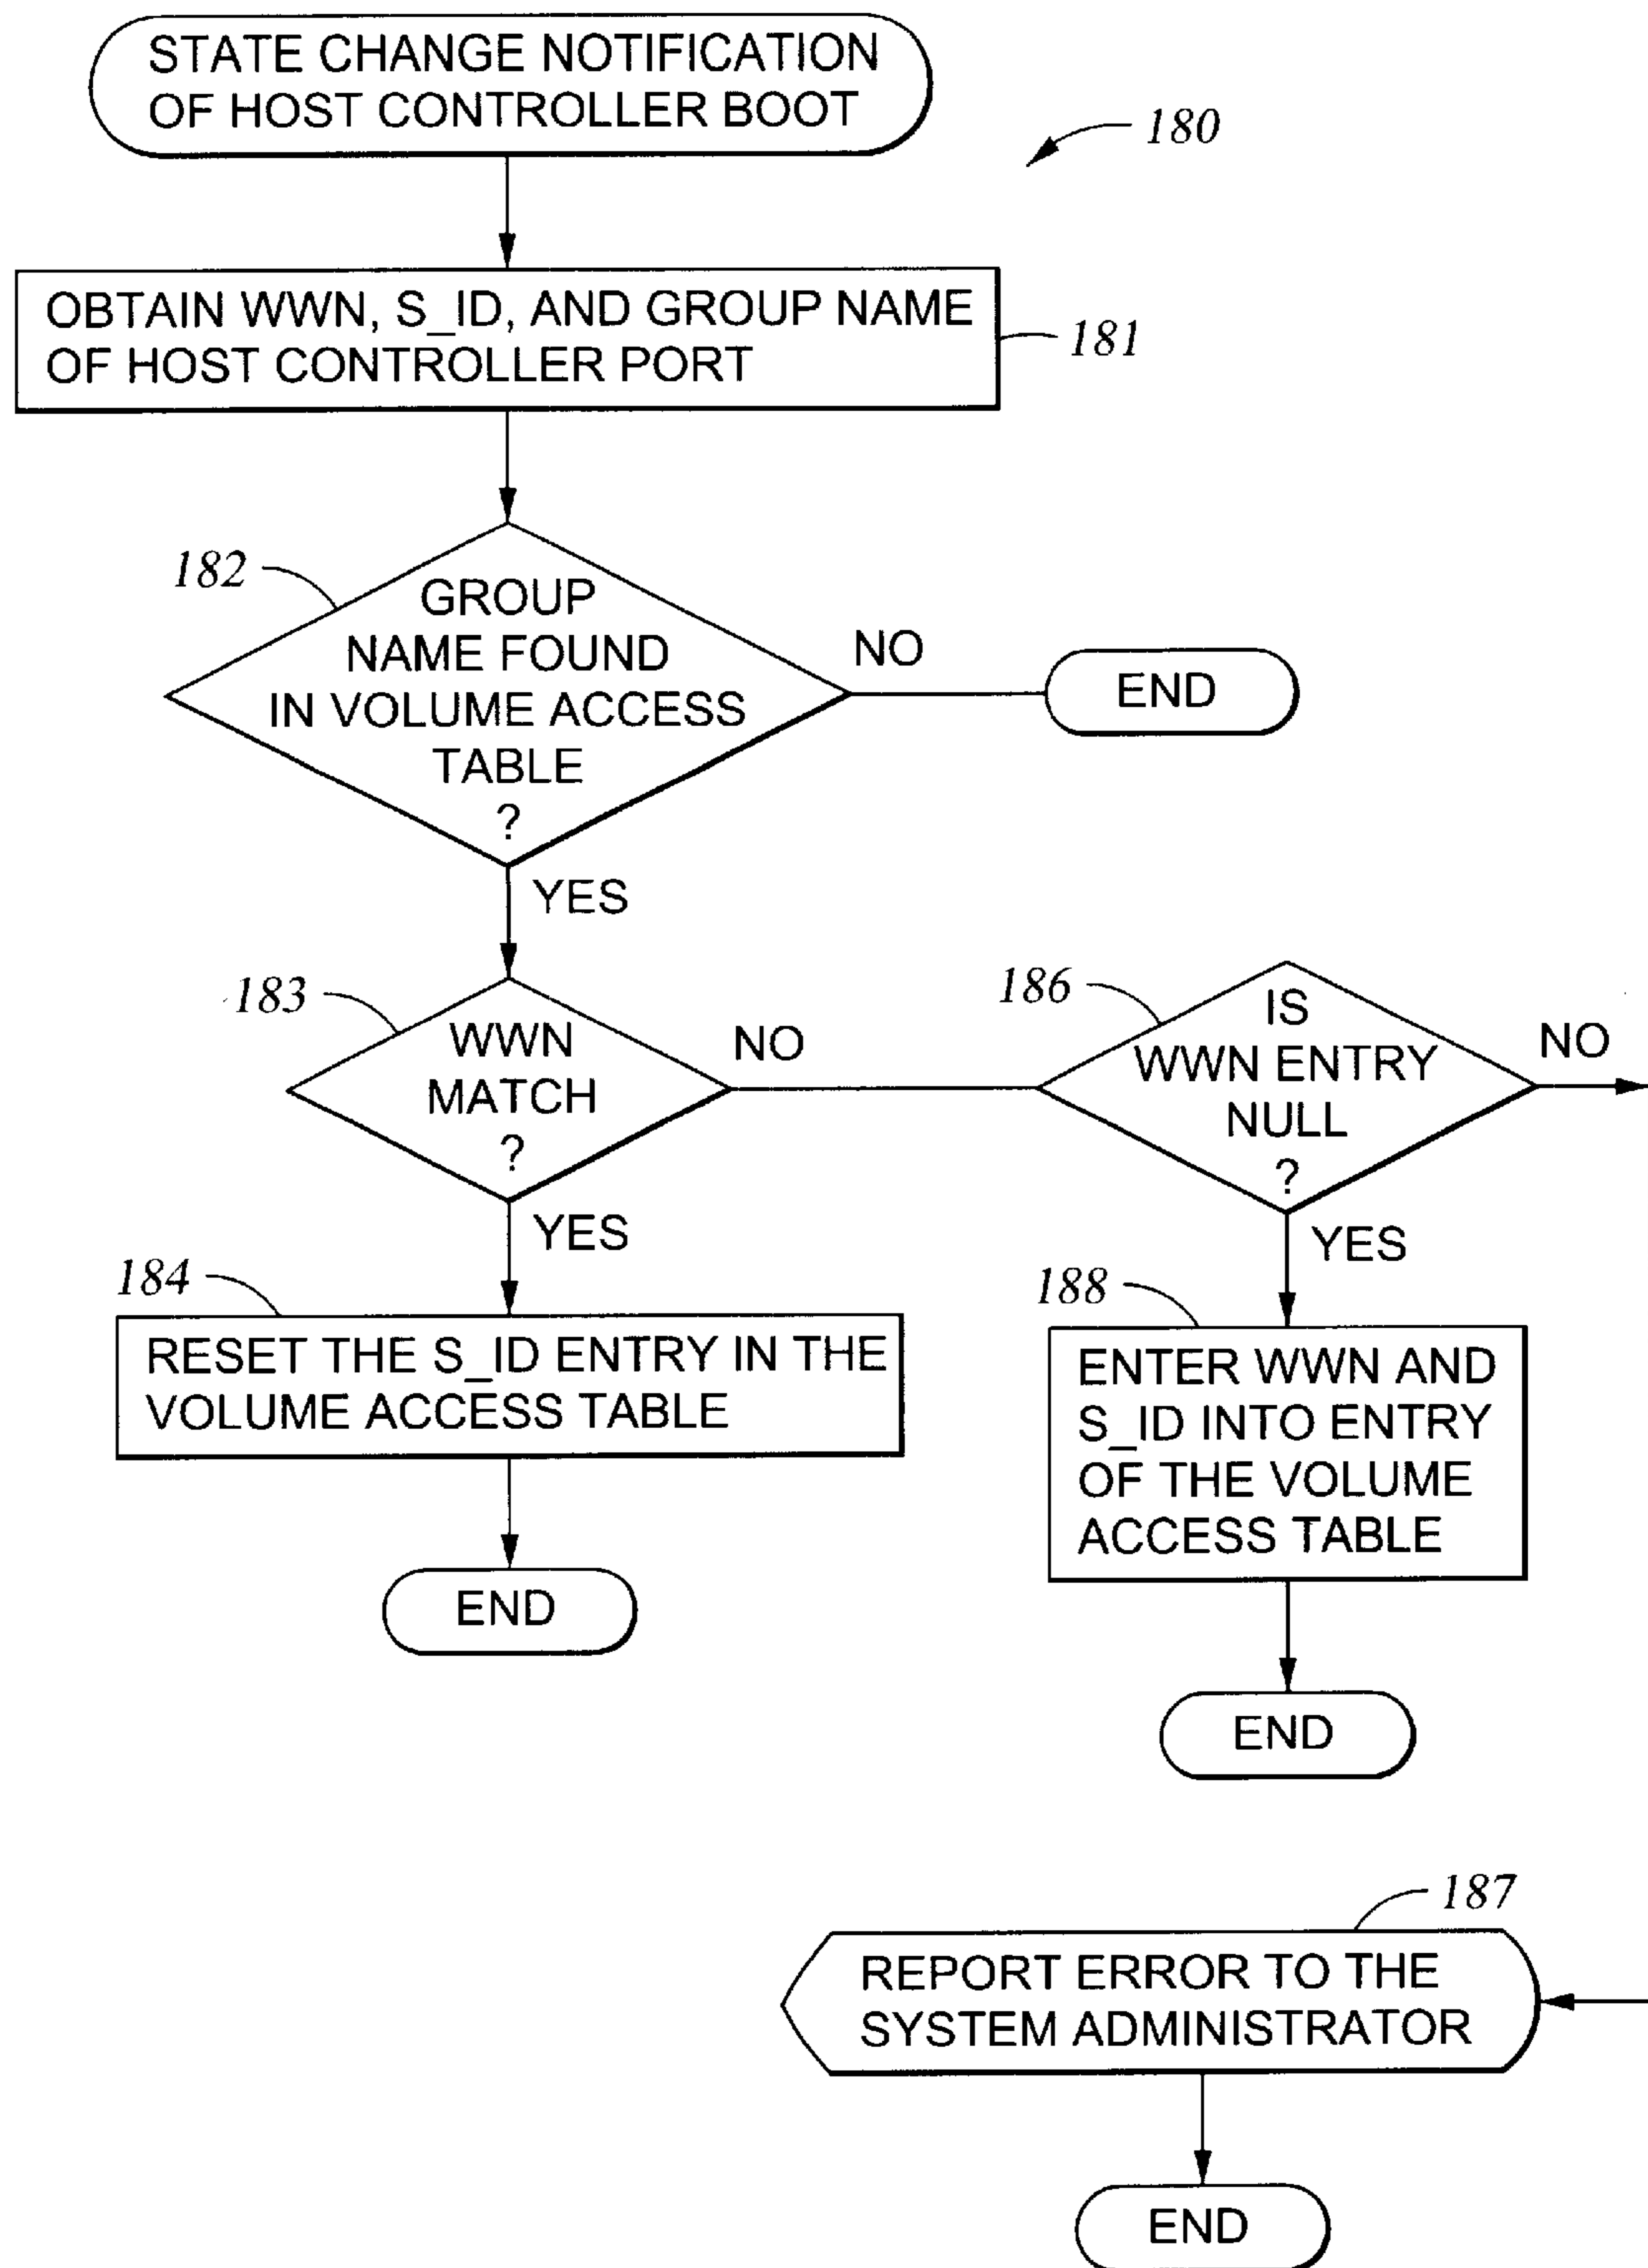 STATE CHANGE NOTIFICATION
OF HOST CONTROLLER BOOT
180
OBTAIN WWN, S_ID, AND GROUP NAME
OF HOST CONTROLLER PORT
181
182
GROUP
NAME FOUND
IN VOLUME ACCESS
TABLE
?
NO
END
YES
183
WWN
MATCH
?
NO
186
IS
WWN ENTRY
NULL
?
NO
YES
YES
184
RESET THE S_ID ENTRY IN THE
VOLUME ACCESS TABLE
188
ENTER WWN AND
S_ID INTO ENTRY
OF THE VOLUME
ACCESS TABLE
END
END
187
REPORT ERROR TO THE
SYSTEM ADMINISTRATOR
END